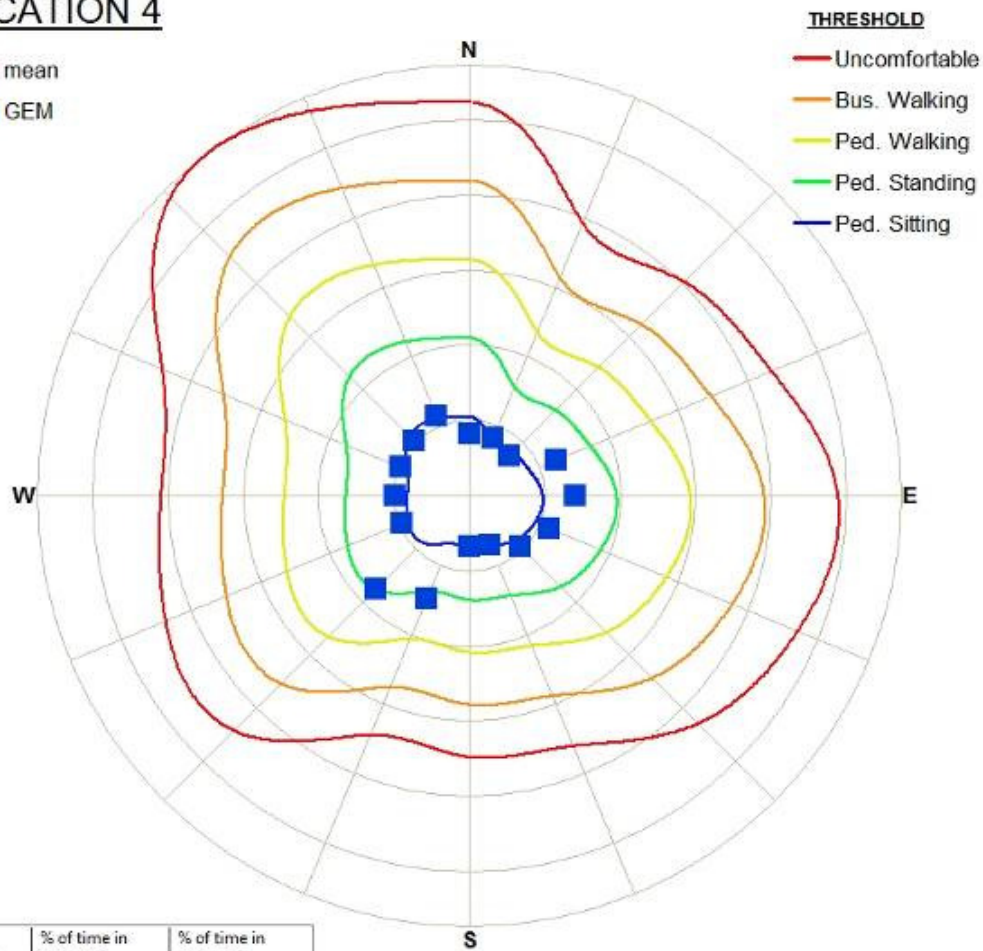 CATION 4
mean
GEM
THRESHOLD
Uncomfortable
Bus. Walking
Ped. Walking
Ped. Standing
Ped. Sitting
N
W
E
S
% of time in
% of time in